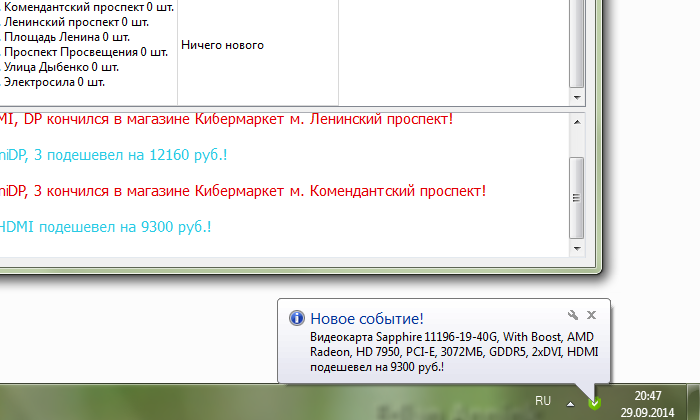 Комендантский проспект 0 шт.
Ленинский проспект 0 шт.
Площадь Ленина 0 шт.
Проспект Просвещения 0 шт.
Улица Дыбенко 0 шт.
Электросила 0 шт.
Ничего нового
MI, DP кончился в магазине Кибермаркет м. Ленинский проспект!
niDP, 3 подешевел на 12160 руб.!
niDP, 3 кончился в магазине Кибермаркет м. Комендантский проспект!
HDMI подешевел на 9300 руб.!
Новое событие!
Видеокарта Sapphire 11196-19-40G, With Boost, AMD
Radeon, HD 7950, PCI-E, 3072МБ, GDDR5, 2xDVI, HDMI
подешевел на 9300 руб.!
RU
20:47
29.09.2014